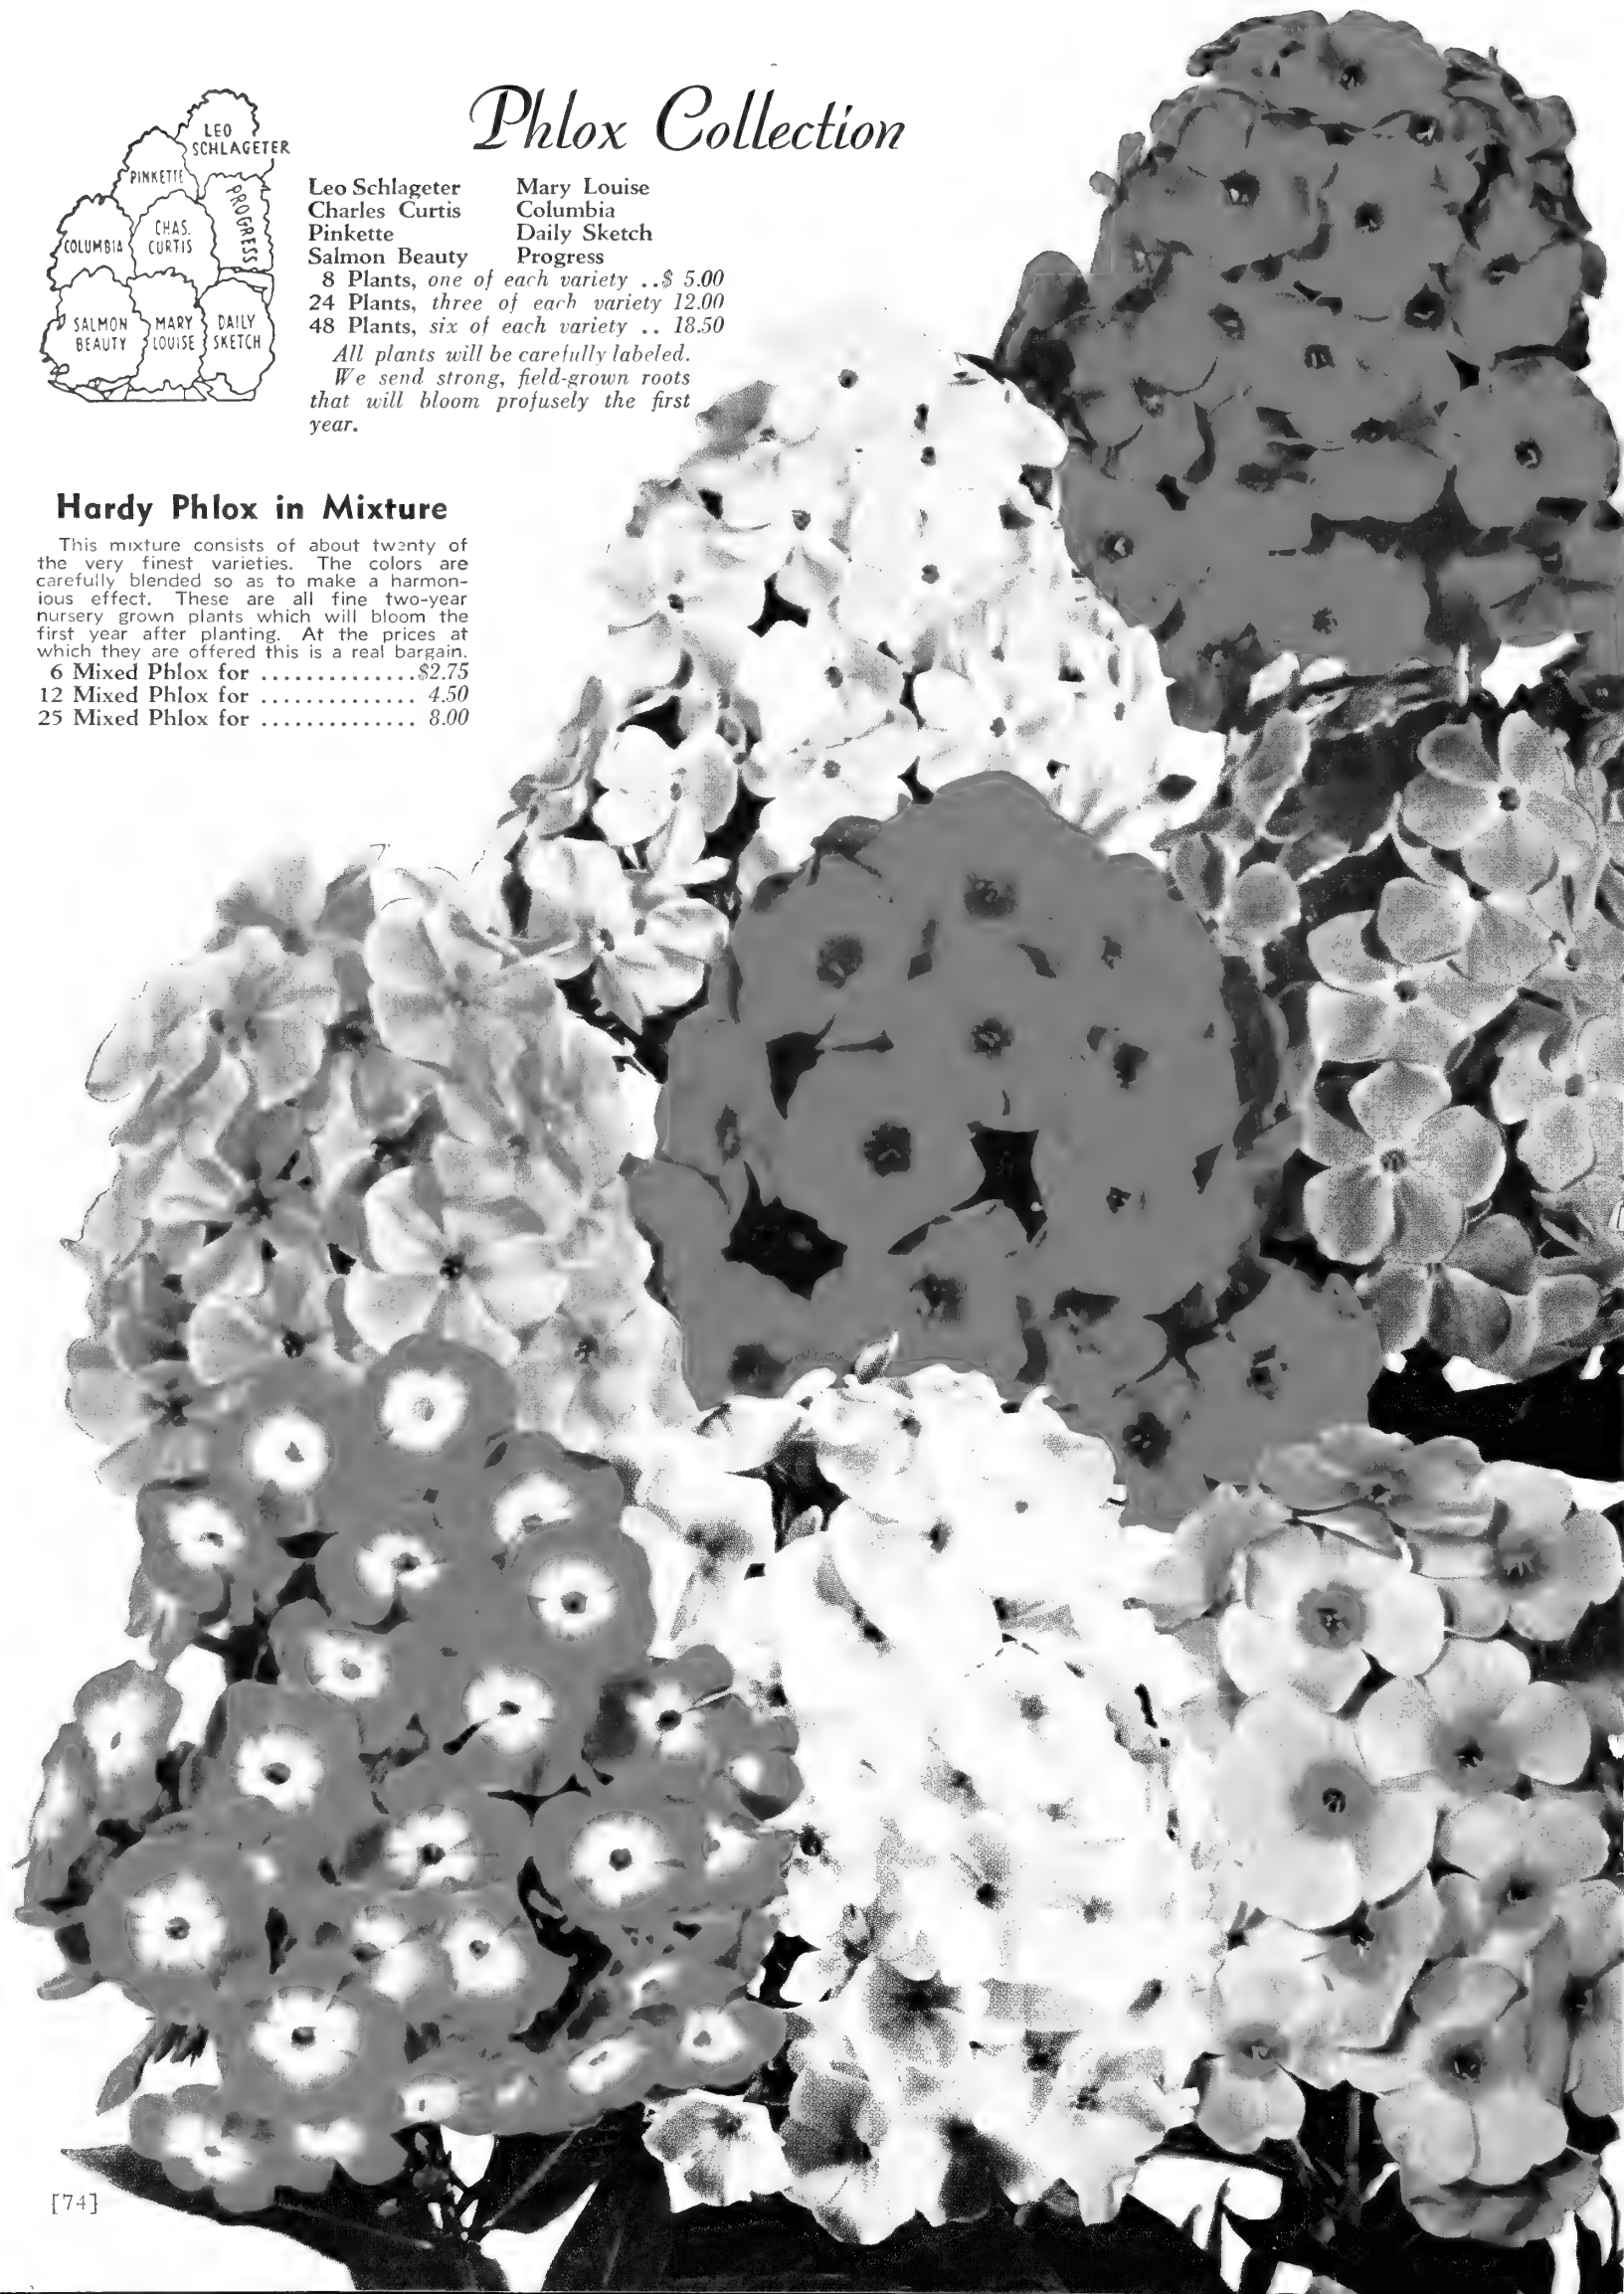 Phlox Collection
LEO
SCHLAGETER
PINKETTE
PROGRESS
COLUMBIA
CHAS.
CURTIS
SALMON
BEAUTY
MARY
LOUISE
DAILY
SKETCH
Leo Schlageter Mary Louise
Charles Curtis Columbia
Pinkette Daily Sketch
Salmon Beauty Progress
8 Plants, one of each variety ..$ 5.00
24 Plants, three of each variety 12.00
48 Plants, six of each variety .. 18.50
All plants will be carefully labeled.
We send strong, field-grown roots
that will bloom profusely the first
year.
Hardy Phlox in Mixture
This mixture consists of about twenty of
the very finest varieties. The colors are
carefully blended so as to make a harmon-
ious effect. These are all fine two-year
nursery grown plants which will bloom the
first year after planting. At the prices at
which they are offered this is a real bargain.
6 Mixed Phlox for ..............$2.75
12 Mixed Phlox for .............. 4.50
25 Mixed Phlox for .............. 8.00
[74]